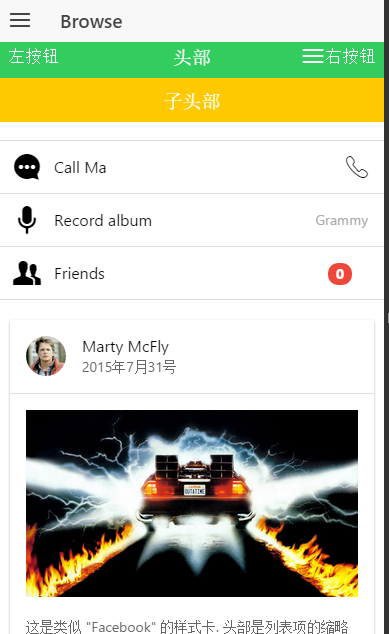 Browse
左按钮 头部 右按钮
子头部
Call Ma
Record album Grammy
Friends 0
Marty McFly
2015年7月31号
OUTATIME
这是类似 "Facebook" 的样式卡. 头部是列表项的缩略